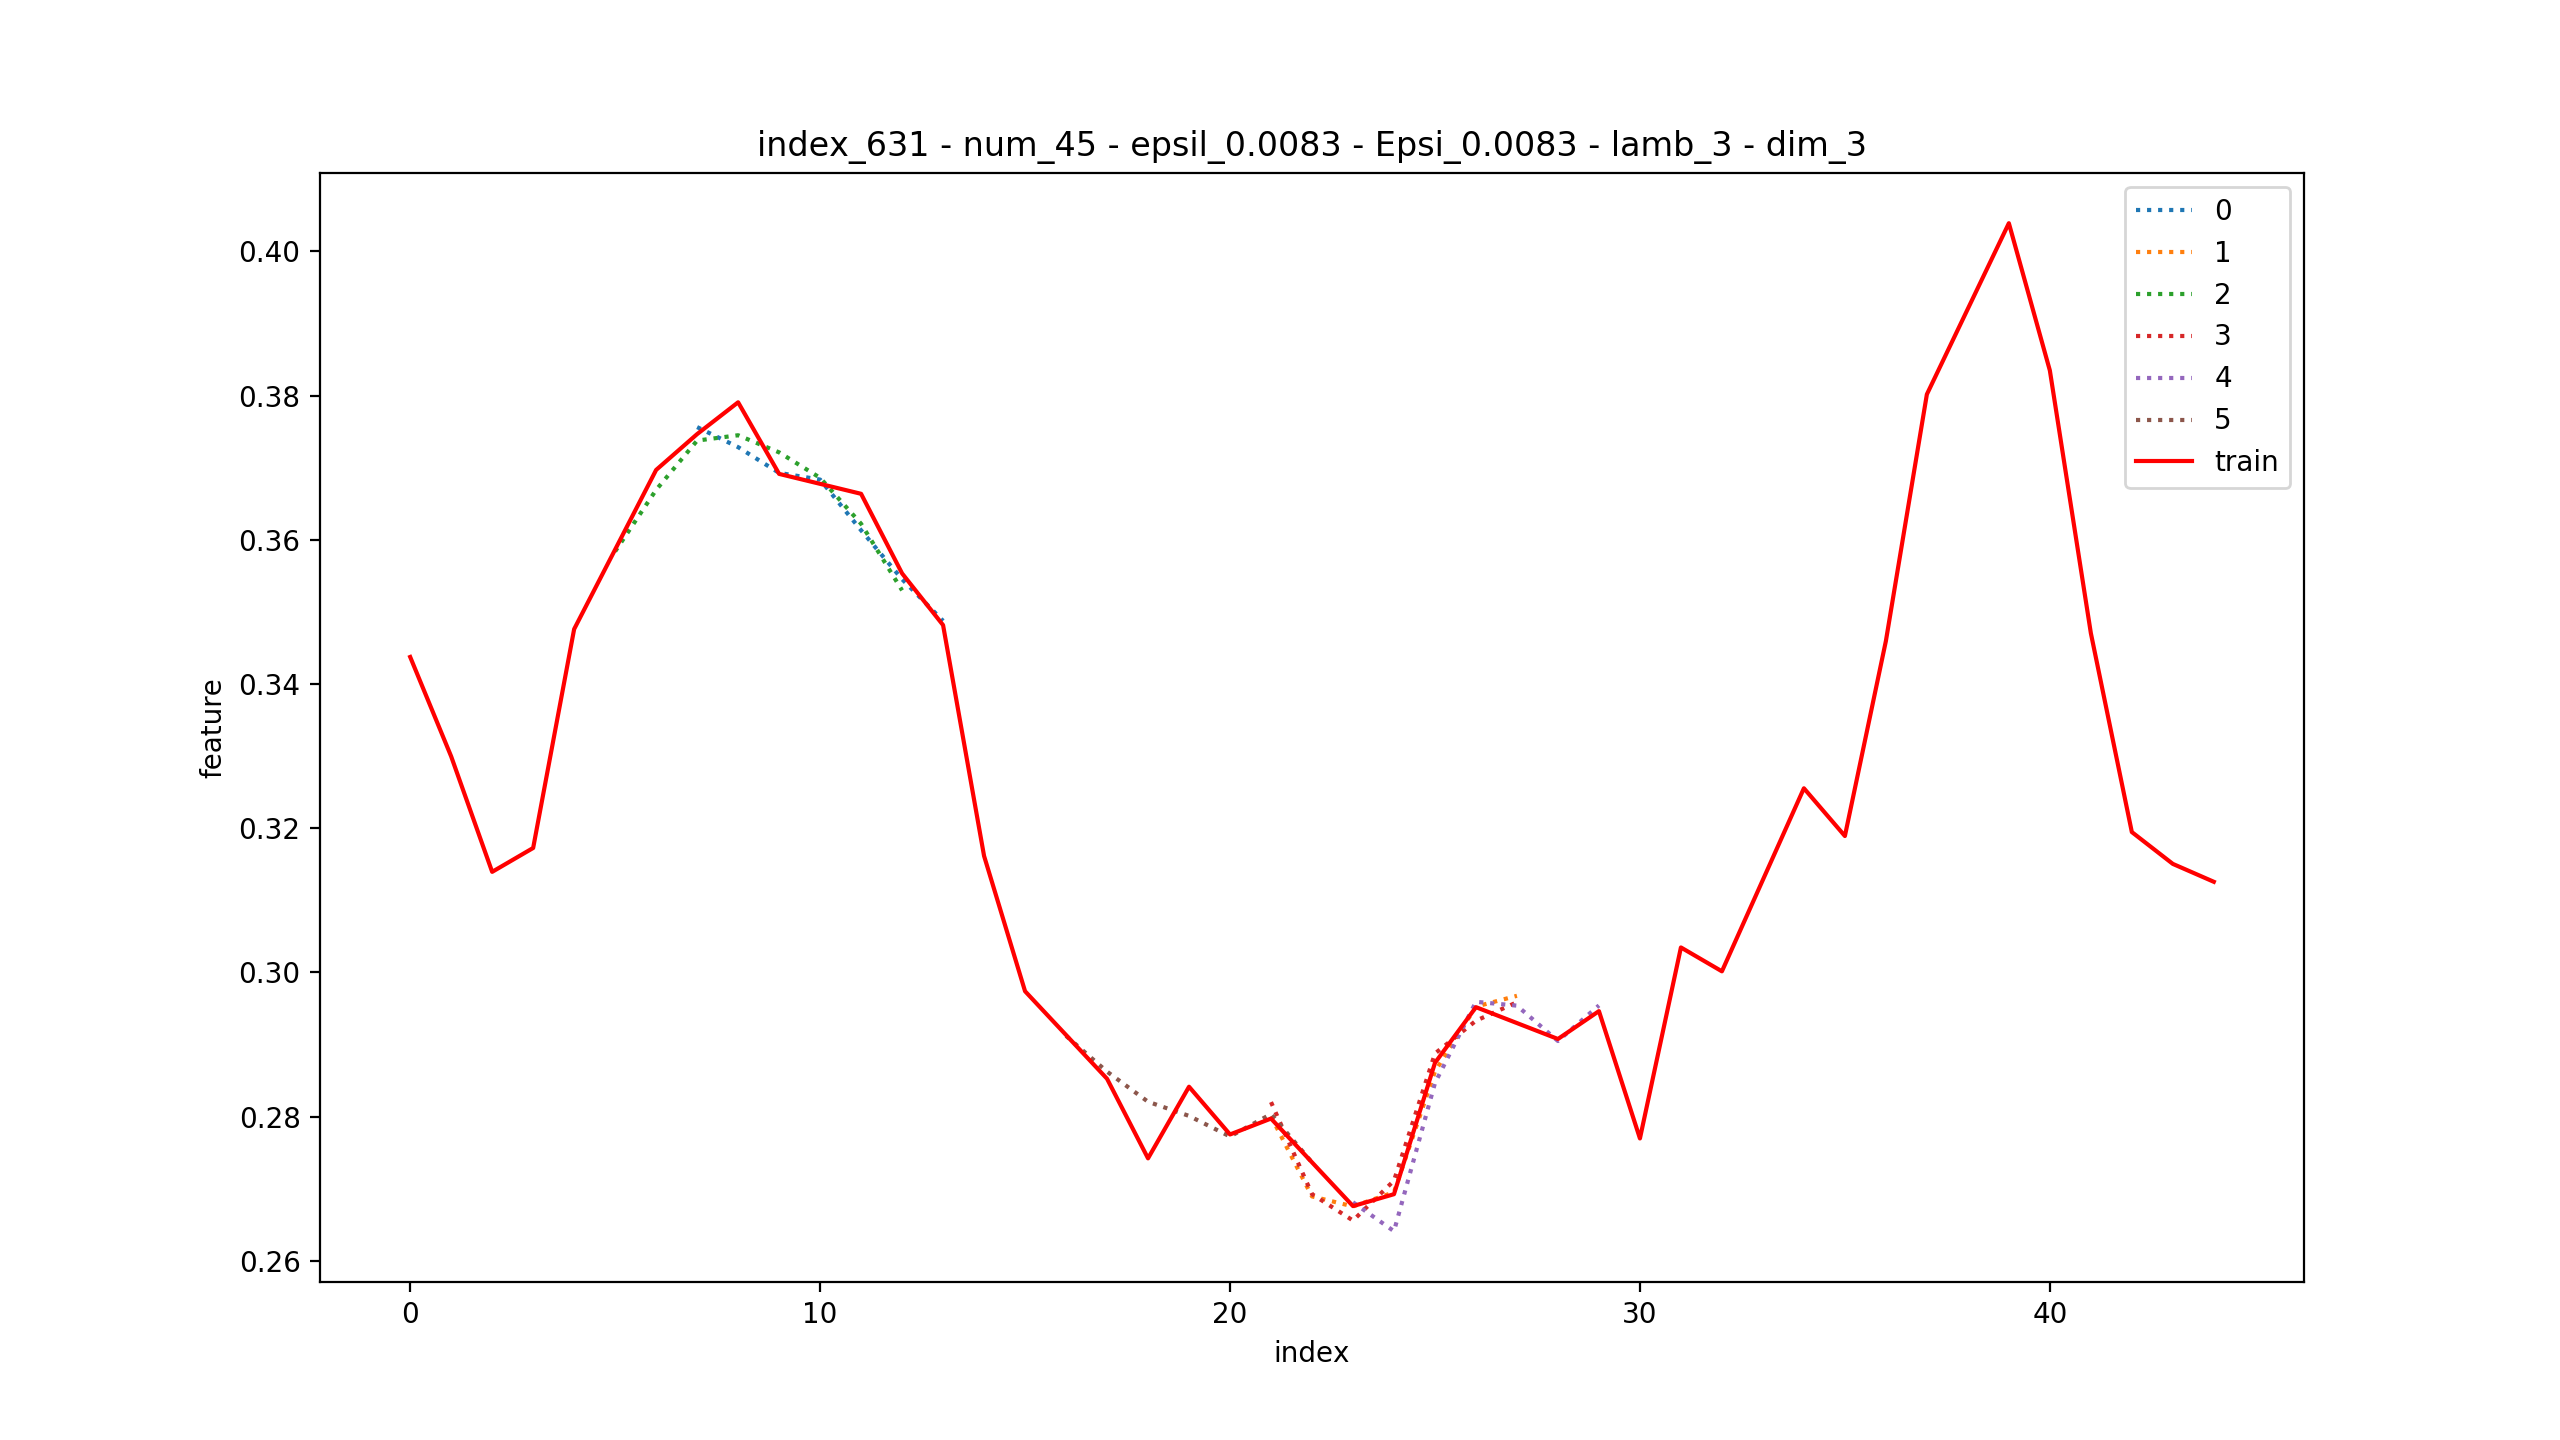 index_631 - num_45 - epsil_0.0083 - Epsi_0.0083 - lamb_3 - dim_3
0
1
2
3
4
5
train
0.40
0.38
0.36
0.34
0.32
0.30
0.28
0.26
feature
0 10 20 30 40
index